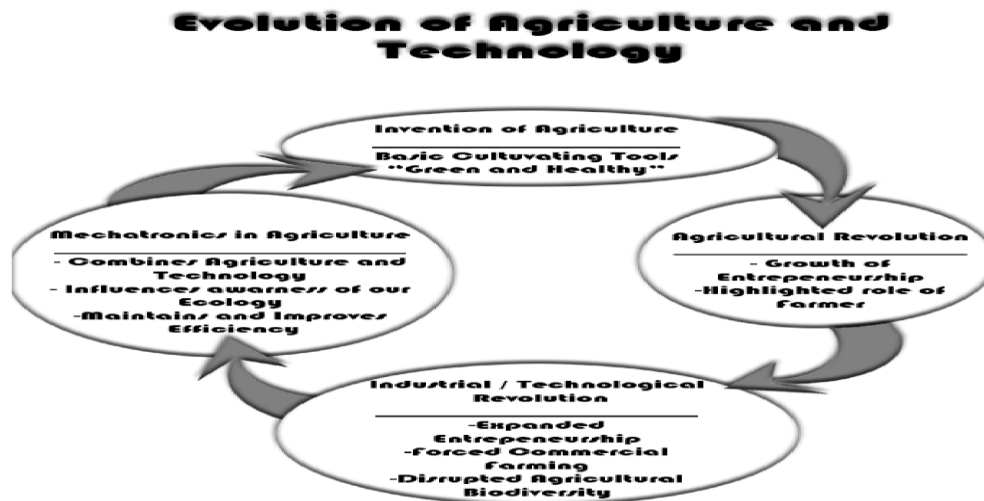 Evolution of Agriculture and
Technology
Invention of Agriculture
Basic Cultuvating Tools
"Green and Healthy"
Agricultural Revolution
- Growth of
Entrepeneurship
-Highlighted role of
Farmer
Industrial / Technological
Revolution
-Expanded
Entrepeneurship
-Forced Commercial
Farming
-Disrupted Agricultural
Biodiversity
Mechatronics in Agriculture
- Combines Agriculture and
Technology
- Influences awarness of our
Ecology
-Maintains and Improves
Efficiency